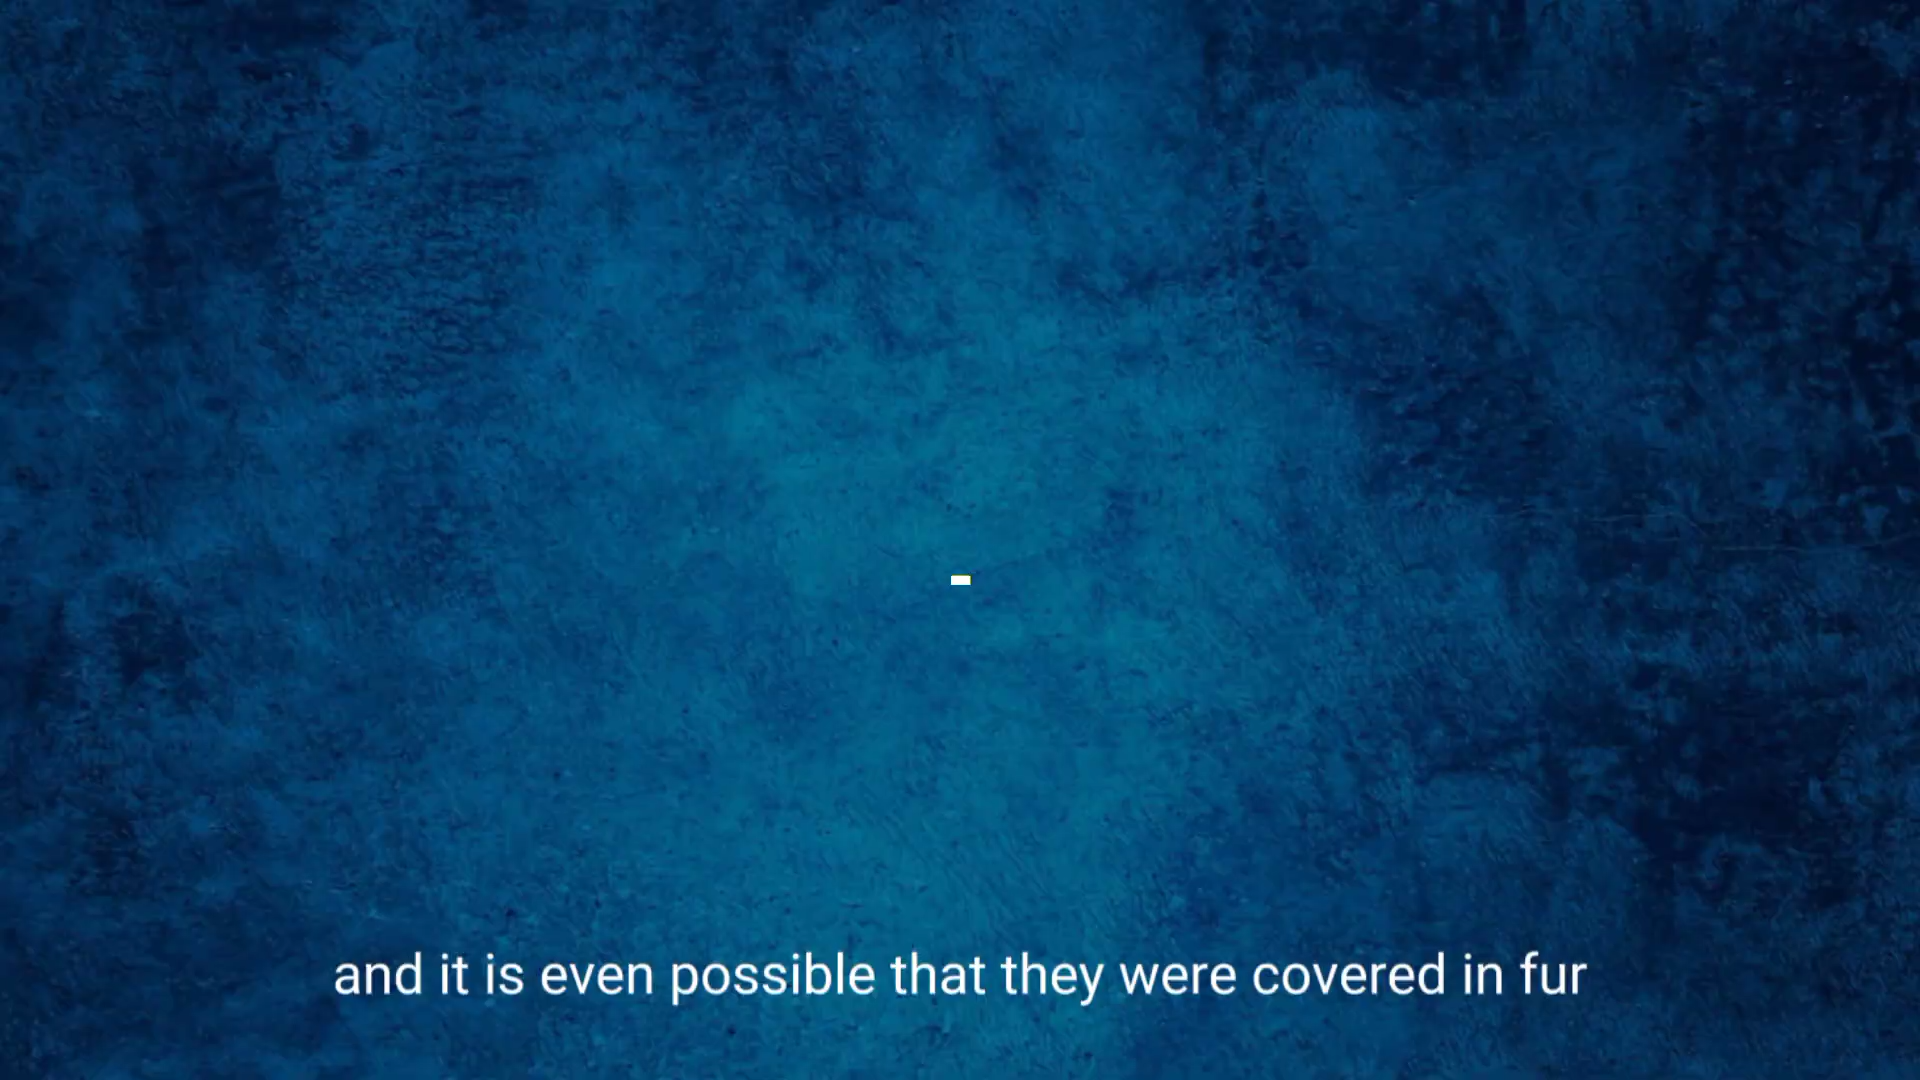 and it is even possible that they were covered in fur